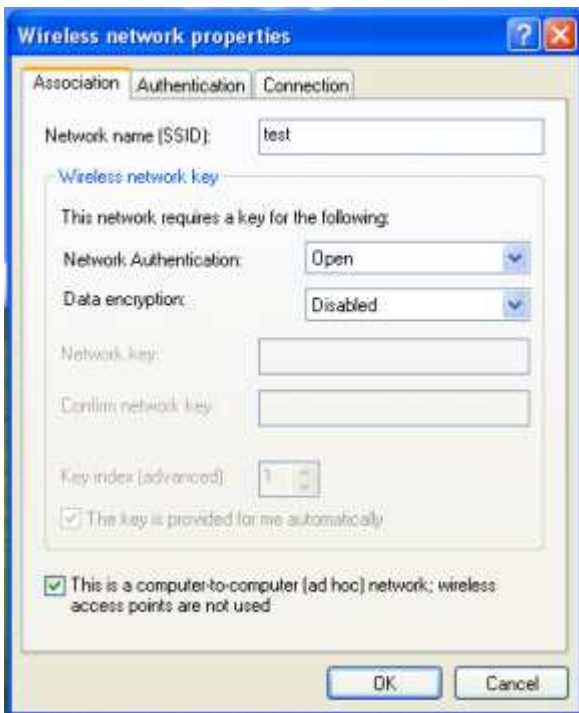 Wireless network properties
Association Authentication Connection
Network name (SSID): test
Wireless network key
This network requires a key for the following:
Network Authentication: Open
Data encryption: Disabled
Network key:
Confirm network key:
Key index (advanced): 1
The key is provided for me automatically
This is a computer-to-computer (ad hoc) network; wireless
access points are not used
OK Cancel